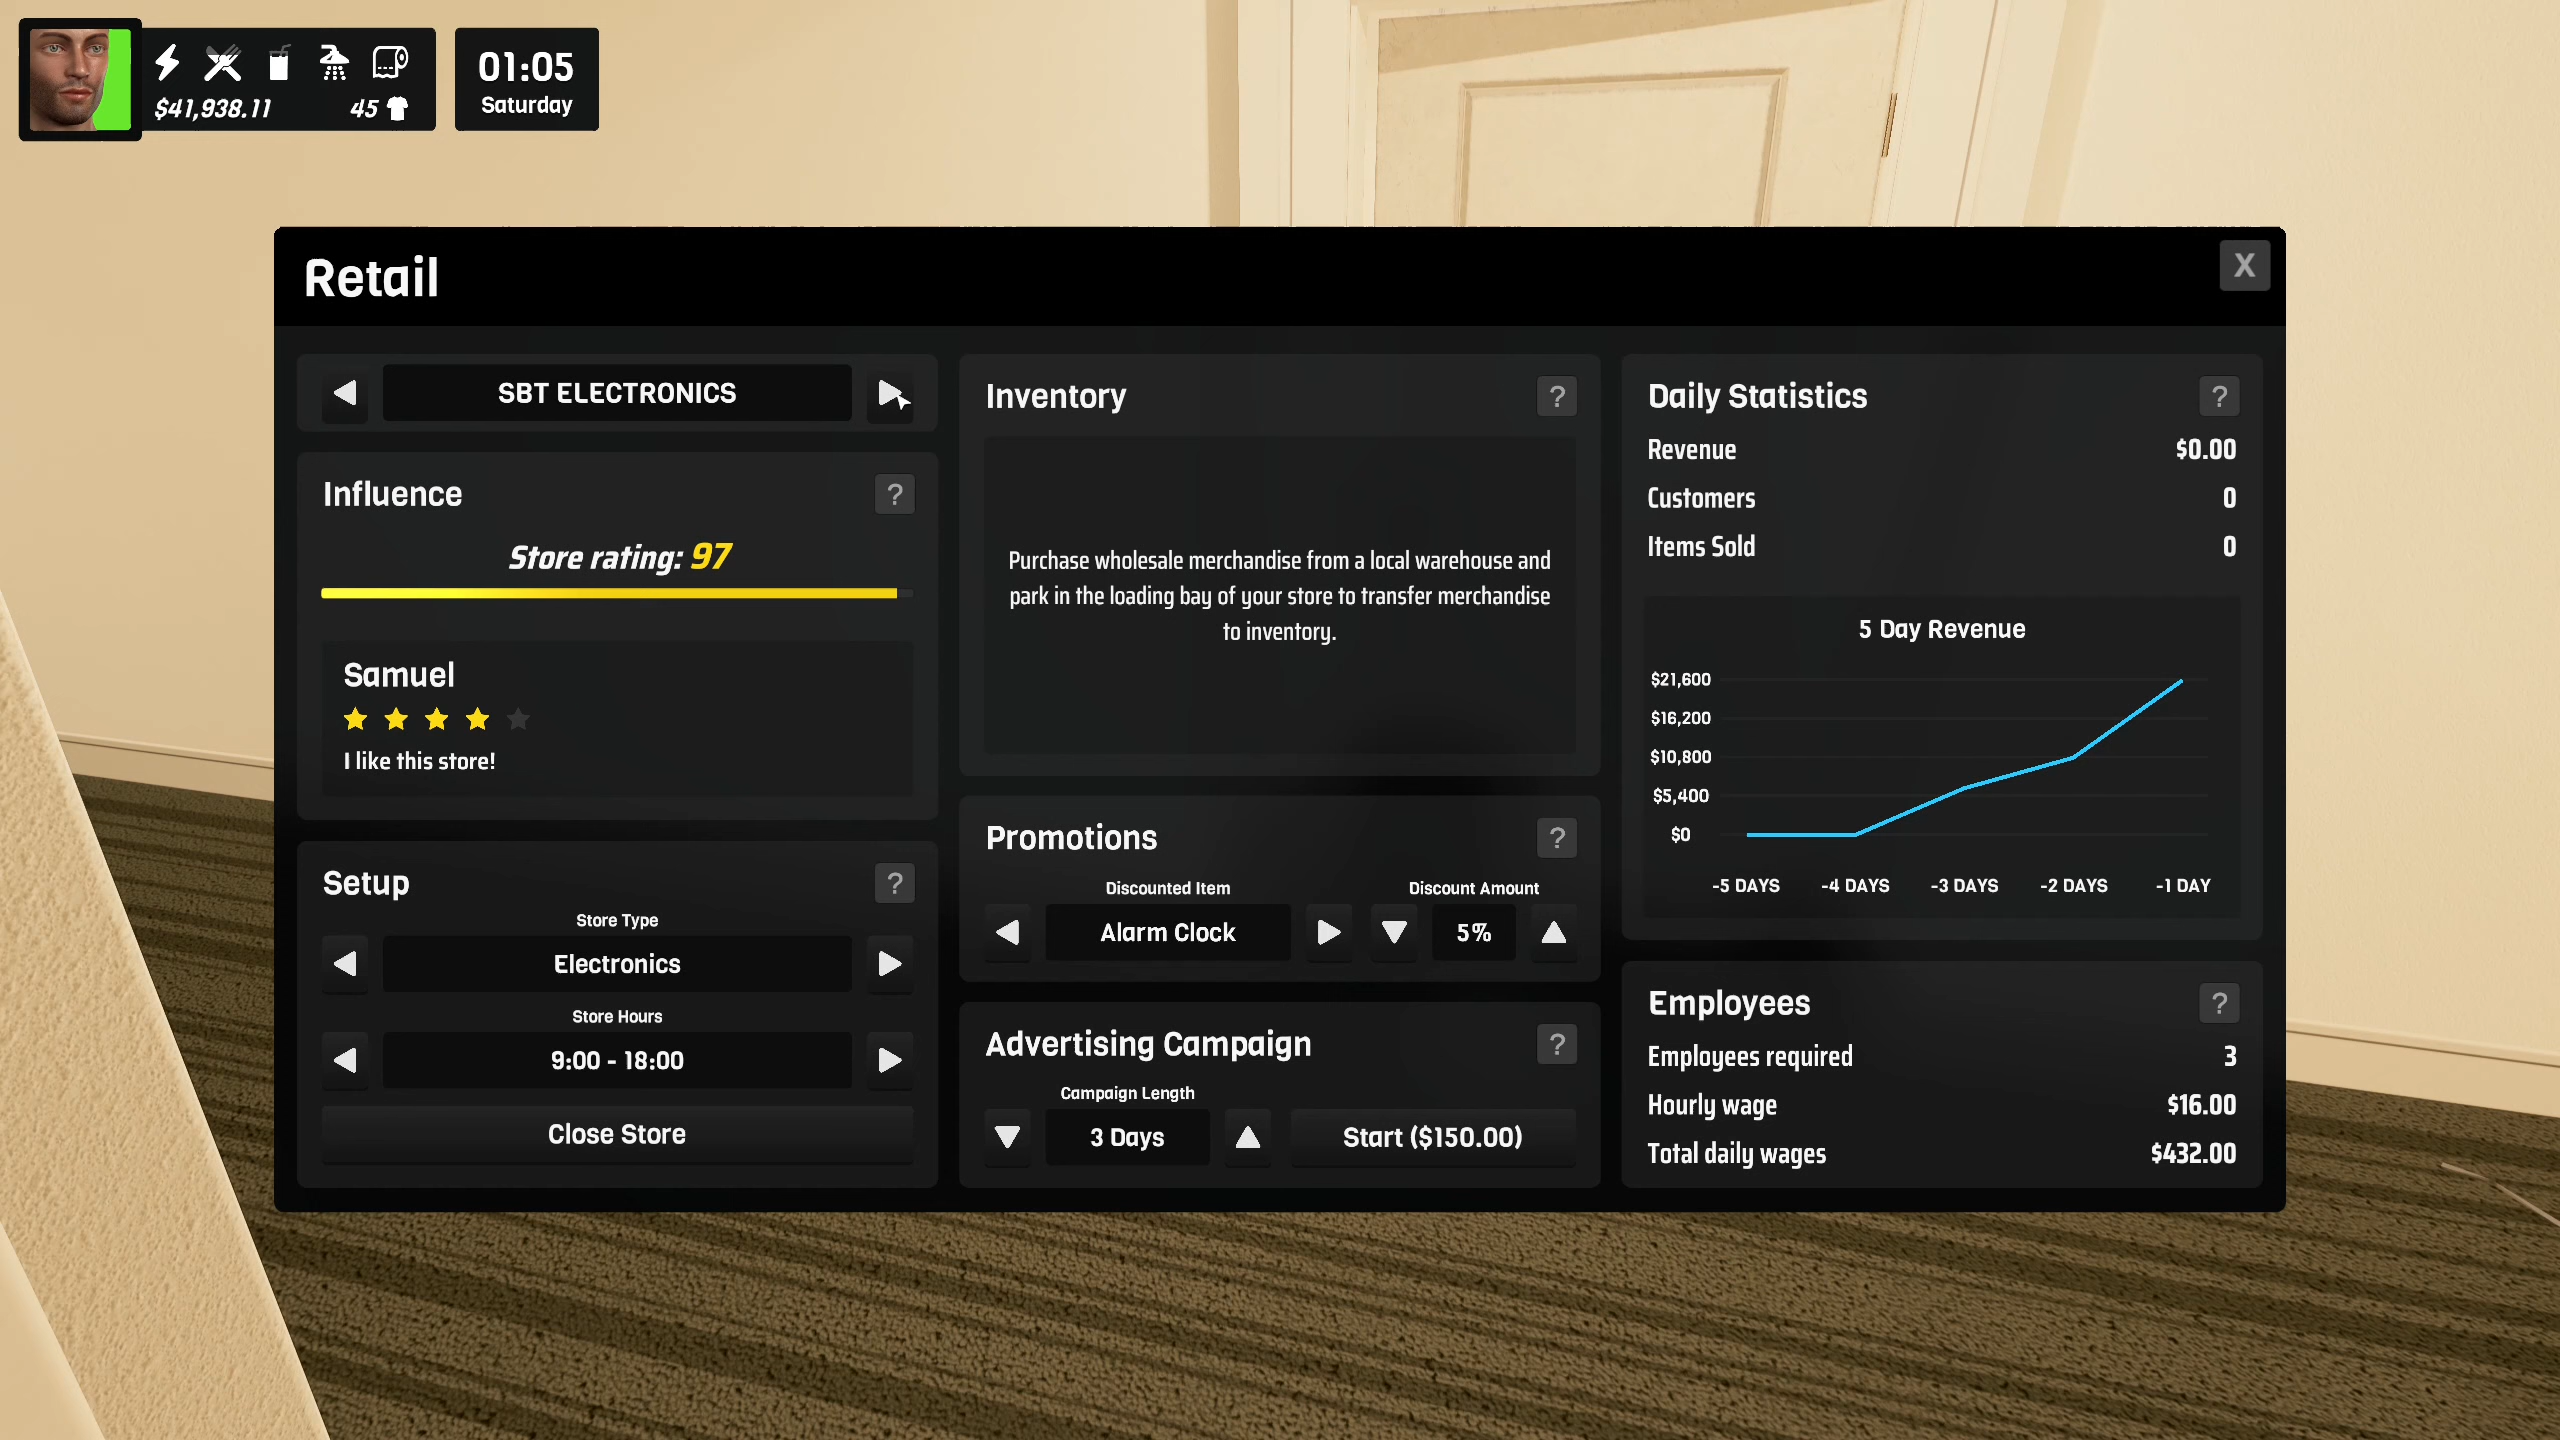 01:05
Saturday
$41,938.11
45
Retail
X
SBT ELECTRONICS
Influence
?
Store rating: 97
Samuel
I like this store!
Setup
?
Store Type
Electronics
Store Hours
9:00 - 18:00
Close Store
Inventory
?
Purchase wholesale merchandise from a local warehouse and
park in the loading bay of your store to transfer merchandise
to inventory.
Promotions
?
Discounted Item
Discount Amount
Alarm Clock
5%
Advertising Campaign
?
Campaign Length
3 Days
Start ($150.00)
Daily Statistics
?
Revenue
$0.00
Customers
0
Items Sold
0
5 Day Revenue
$21,600
$16,200
$10,800
$5,400
$0
-5 DAYS
-4 DAYS
-3 DAYS
-2 DAYS
-1 DAY
Employees
?
Employees required
3
Hourly wage
$16.00
Total daily wages
$432.00